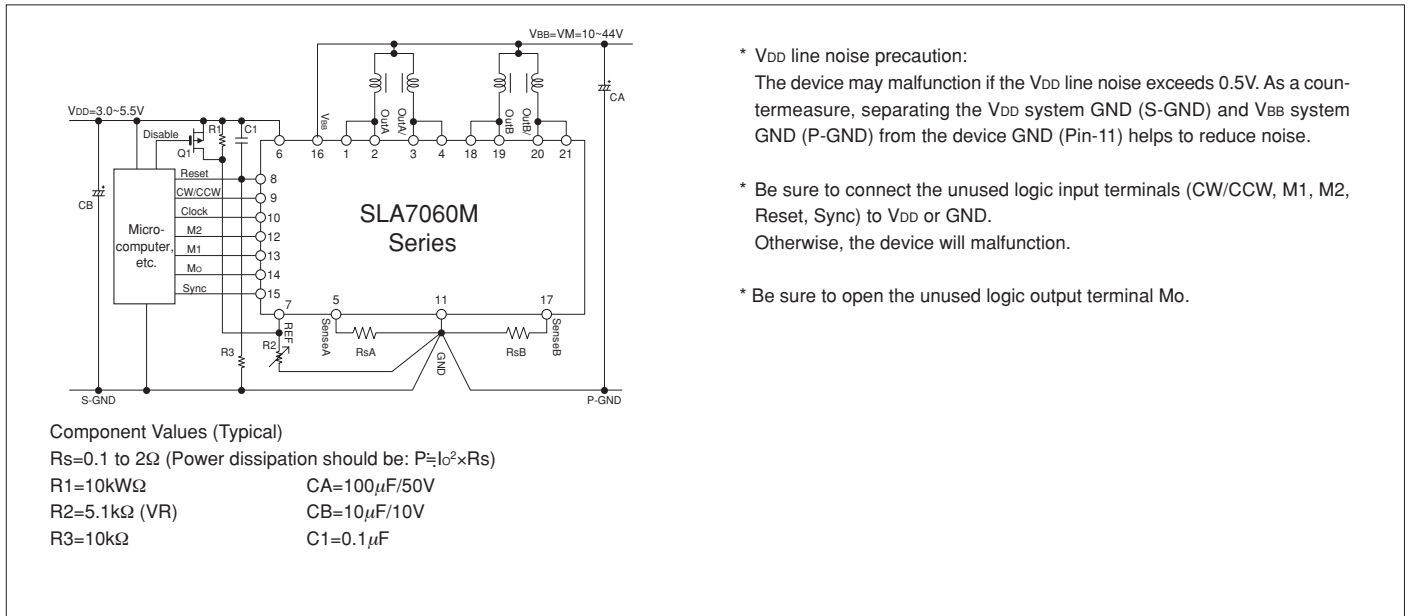 VBB=VM=10~44V
CA
VDD=3.0~5.5V
Disable
R1
C1
Q1
VBB
OutA
OutA/
OutB
OutB/
6
16
1
2
3
4
18
19
20
21
CB
Reset
8
CW/CCW
9
Clock
10
M2
12
M1
13
Mo
14
Sync
15
Micro-
computer,
etc.
SLA7060M
Series
7
5
11
17
REF
SenseA
GND
SenseB
R3
R2
RsA
RsB
S-GND
P-GND
Component Values (Typical)
Rs=0.1 to 2Ω (Power dissipation should be: P≒Io²×Rs)
R1=10kWΩ CA=100µF/50V
R2=5.1kΩ (VR) CB=10µF/10V
R3=10kΩ C1=0.1µF
* VDD line noise precaution:
The device may malfunction if the VDD line noise exceeds 0.5V. As a coun-
termeasure, separating the VDD system GND (S-GND) and VBB system
GND (P-GND) from the device GND (Pin-11) helps to reduce noise.
* Be sure to connect the unused logic input terminals (CW/CCW, M1, M2,
Reset, Sync) to VDD or GND.
Otherwise, the device will malfunction.
* Be sure to open the unused logic output terminal Mo.